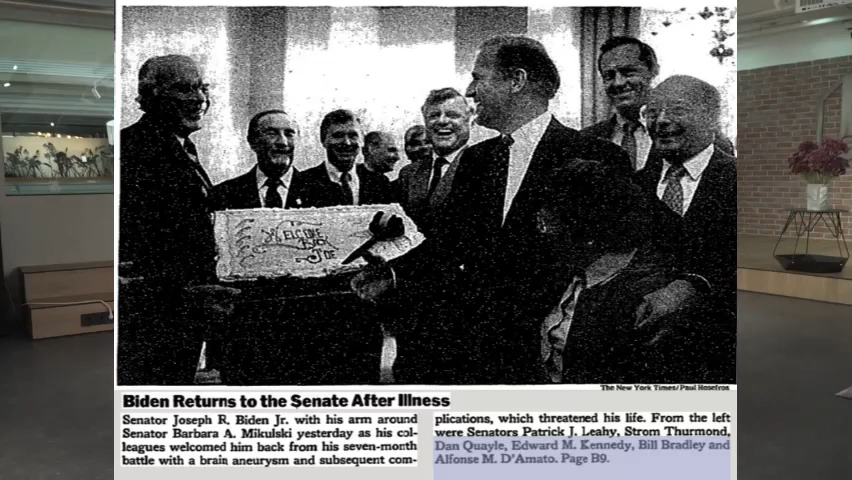 WELCOME
BACK
JOE
The New York Times/Paul Hosefros
Biden Returns to the Senate After Illness
Senator Joseph R. Biden Jr. with his arm around
Senator Barbara A. Mikulski yesterday as his col-
leagues welcomed him back from his seven-month
battle with a brain aneurysm and subsequent com-
plications, which threatened his life. From the left
were Senators Patrick J. Leahy, Strom Thurmond,
Dan Quayle, Edward M. Kennedy, Bill Bradley and
Alfonse M. D'Amato. Page B9.